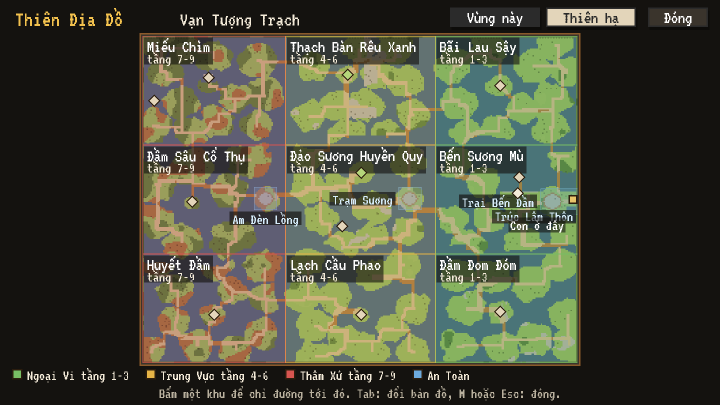 Thiên Địa Đồ
Vạn Tượng Trạch
Vùng này
Thiên hạ
Đóng
Miếu Chìm
tầng 7-9
Thạch Bàn Rêu Xanh
tầng 4-6
Bãi Lau Sậy
tầng 1-3
Đầm Sâu Cổ Thụ
tầng 7-9
Đảo Sương Huyền Quy
tầng 4-6
Bến Sương Mù
tầng 1-3
Trạm Sương
Trại Bến Đầm
Am Đèn Lồng
Trúc Lâm Thôn
Con ở đây
Huyết Đầm
tầng 7-9
Lạch Cầu Phao
tầng 4-6
Đầm Đom Đóm
tầng 1-3
Ngoại Vi tầng 1-3
Trung Vực tầng 4-6
Thâm Xứ tầng 7-9
An Toàn
Bấm một khu để chỉ đường tới đó. Tab: đổi bản đồ, M hoặc Esc: đóng.